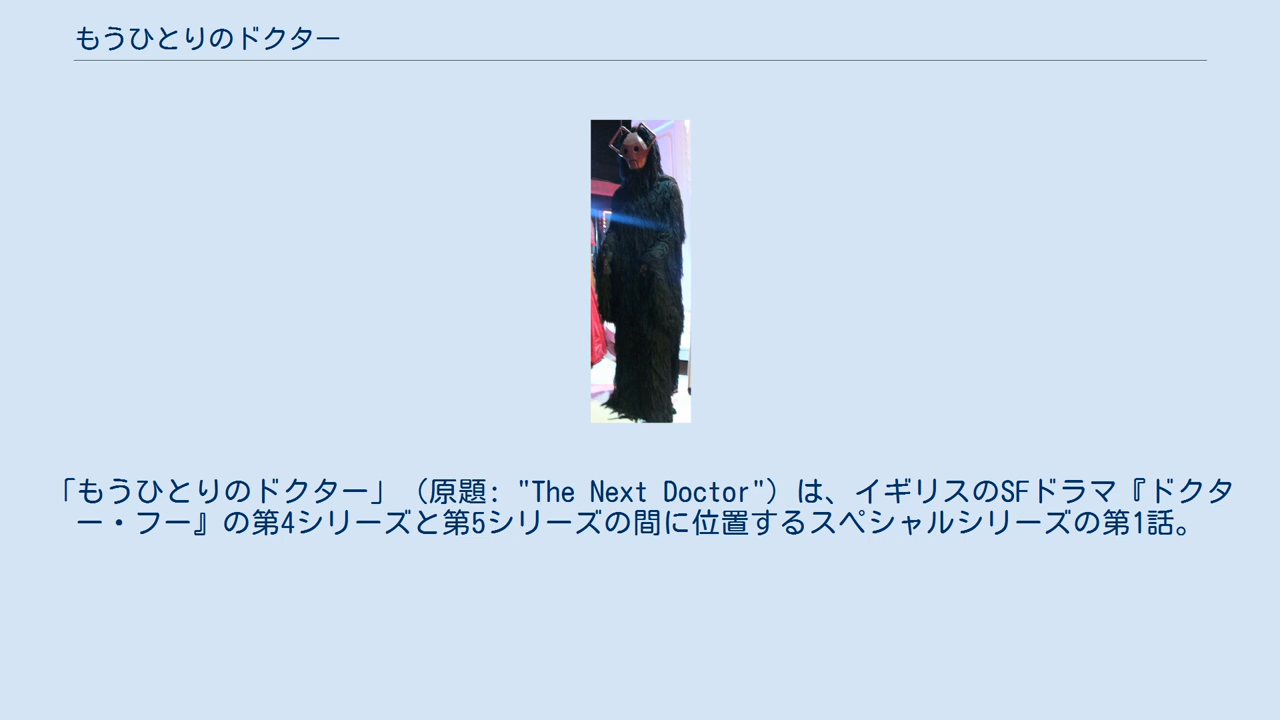 もうひとりのドクター
「もうひとりのドクター」（原題: "The Next Doctor"）は、イギリスのSFドラマ『ドクタ
ー・フー』の第4シリーズと第5シリーズの間に位置するスペシャルシリーズの第1話。